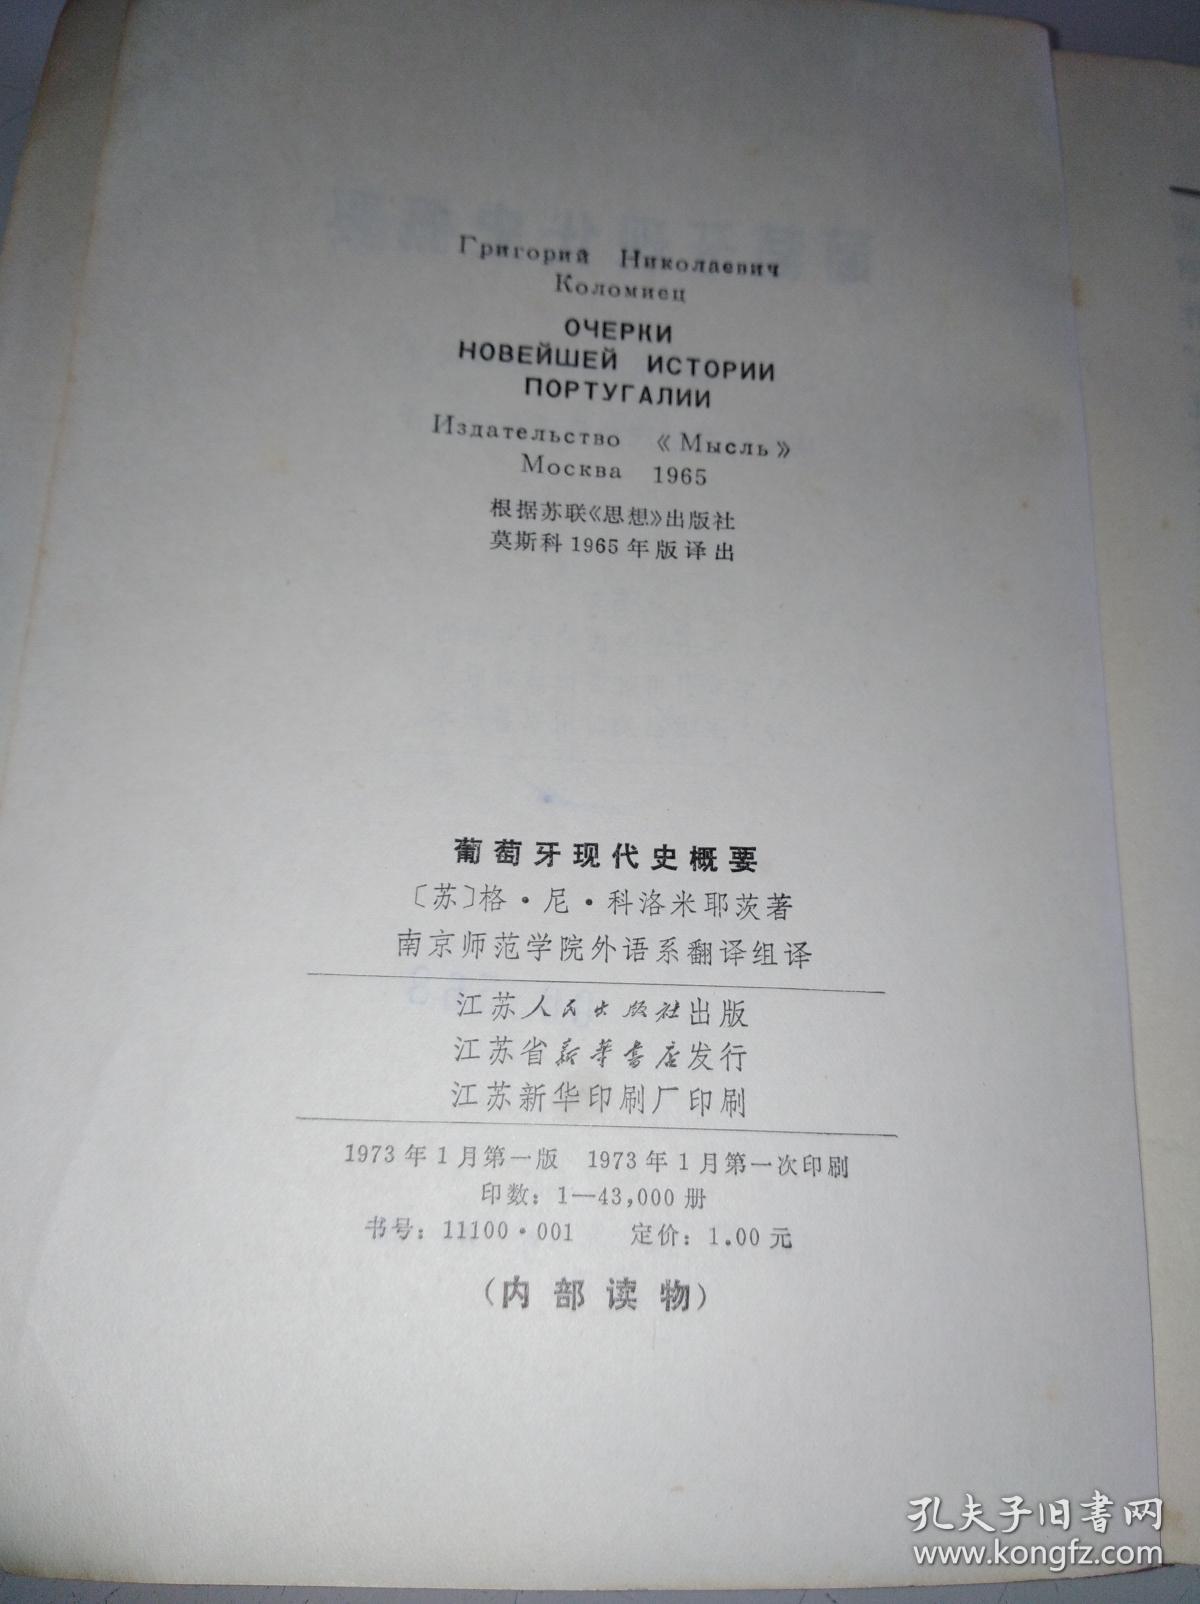 Григорий Николаевич
Коломиец
ОЧЕРКИ
НОВЕЙШЕЙ ИСТОРИИ
ПОРТУГАЛИИ
Издательство 《Мысль》
Москва 1965
根据苏联《思想》出版社
莫斯科1965年版译出
葡萄牙现代史概要
〔苏〕格·尼·科洛米耶茨著
南京师范学院外语系翻译组译
江苏人民出版社出版
江苏省新华书店发行
江苏新华印刷厂印刷
1973年1月第一版 1973年1月第一次印刷
印数：1—43,000册
书号：11100·001 定价：1.00元
（内部读物）
孔夫子旧书网
www.kongfz.com